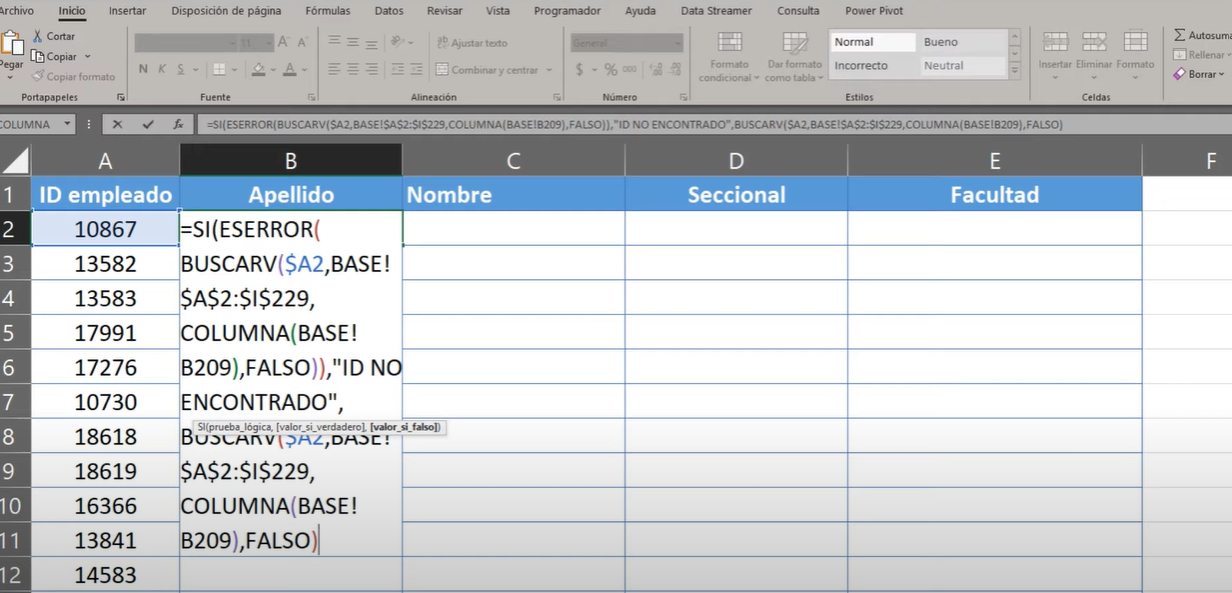 Archivo Inicio Insertar Disposición de página Fórmulas Datos Revisar Vista Programador Ayuda Data Streamer Consulta Power Pivot
Pegar
Cortar
Copiar
Copiar formato
Portapapeles
11
A A
N K S
A
Fuente
Ajustar texto
Combinar y centrar
Alineación
General
$ % 000
Número
Formato condicional
Dar formato como tabla
Normal Bueno
Incorrecto Neutral
Estilos
Insertar Eliminar Formato
Celdas
Autosuma
Rellenar
Borrar
COLUMNA fx =SI(ESERROR(BUSCARV($A2,BASE!$A$2:$I$229,COLUMNA(BASE!B209),FALSO)),"ID NO ENCONTRADO",BUSCARV($A2,BASE!$A$2:$I$229,COLUMNA(BASE!B209),FALSO)
A B C D E F
1 ID empleado Apellido Nombre Seccional Facultad
2 10867 =SI(ESERROR(
3 13582 BUSCARV($A2,BASE!
4 13583 $A$2:$I$229,
5 17991 COLUMNA(BASE!
6 17276 B209),FALSO)),"ID NO
7 10730 ENCONTRADO",
SI(prueba_lógica, [valor_si_verdadero], [valor_si_falso])
8 18618 BUSCARV($A2,BASE!
9 18619 $A$2:$I$229,
10 16366 COLUMNA(BASE!
11 13841 B209),FALSO)
12 14583